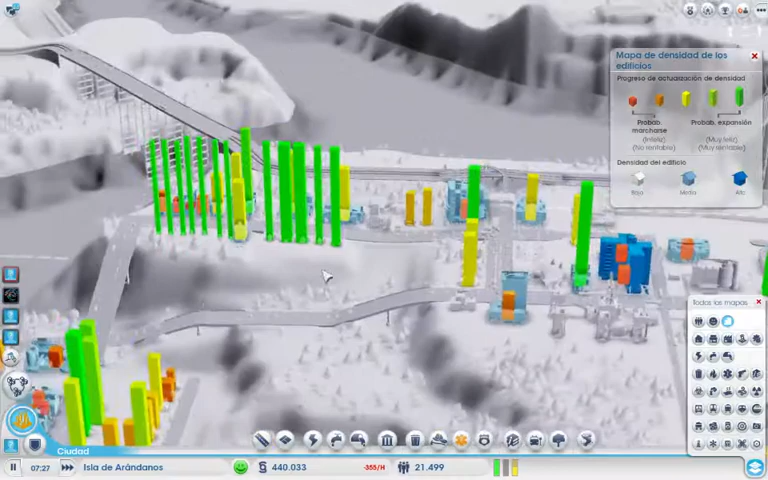 Mapa de densidad de los
edificios
Progreso de actualización de densidad
Probab. marcharse
Probab. expansión
(Infeliz)
(Muy feliz)
(No rentable)
(Muy rentable)
Densidad del edificio
Baja
Media
Alta
Todos los mapas
Ciudad
07:27
Isla de Arándanos
440.033
-355/H
21.499